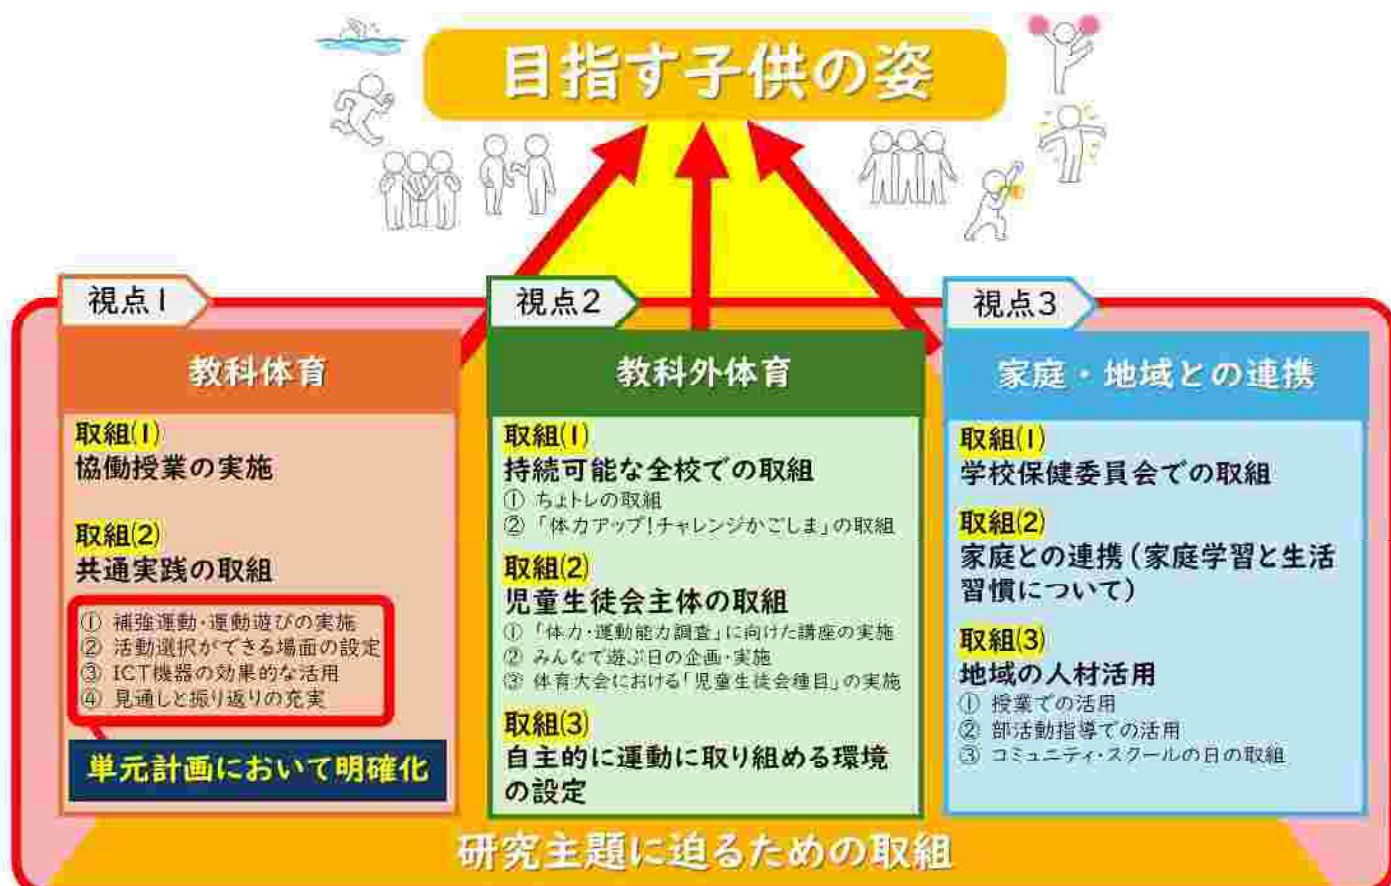 目指す子供の姿
視点1
教科体育
取組(1)
協働授業の実施
取組(2)
共通実践の取組
① 補強運動・運動遊びの実施
② 活動選択ができる場面の設定
③ ICT機器の効果的な活用
④ 見通しと振り返りの充実
単元計画において明確化
視点2
教科外体育
取組(1)
持続可能な全校での取組
① ちょトレの取組
② 「体力アップ!チャレンジかごしま」の取組
取組(2)
児童生徒会主体の取組
① 「体力・運動能力調査」に向けた講座の実施
② みんなで遊ぶ日の企画・実施
③ 体育大会における「児童生徒会種目」の実施
取組(3)
自主的に運動に取り組める環境
の設定
視点3
家庭・地域との連携
取組(1)
学校保健委員会での取組
取組(2)
家庭との連携(家庭学習と生活
習慣について)
取組(3)
地域の人材活用
① 授業での活用
② 部活動指導での活用
③ コミュニティ・スクールの日の取組
研究主題に迫るための取組